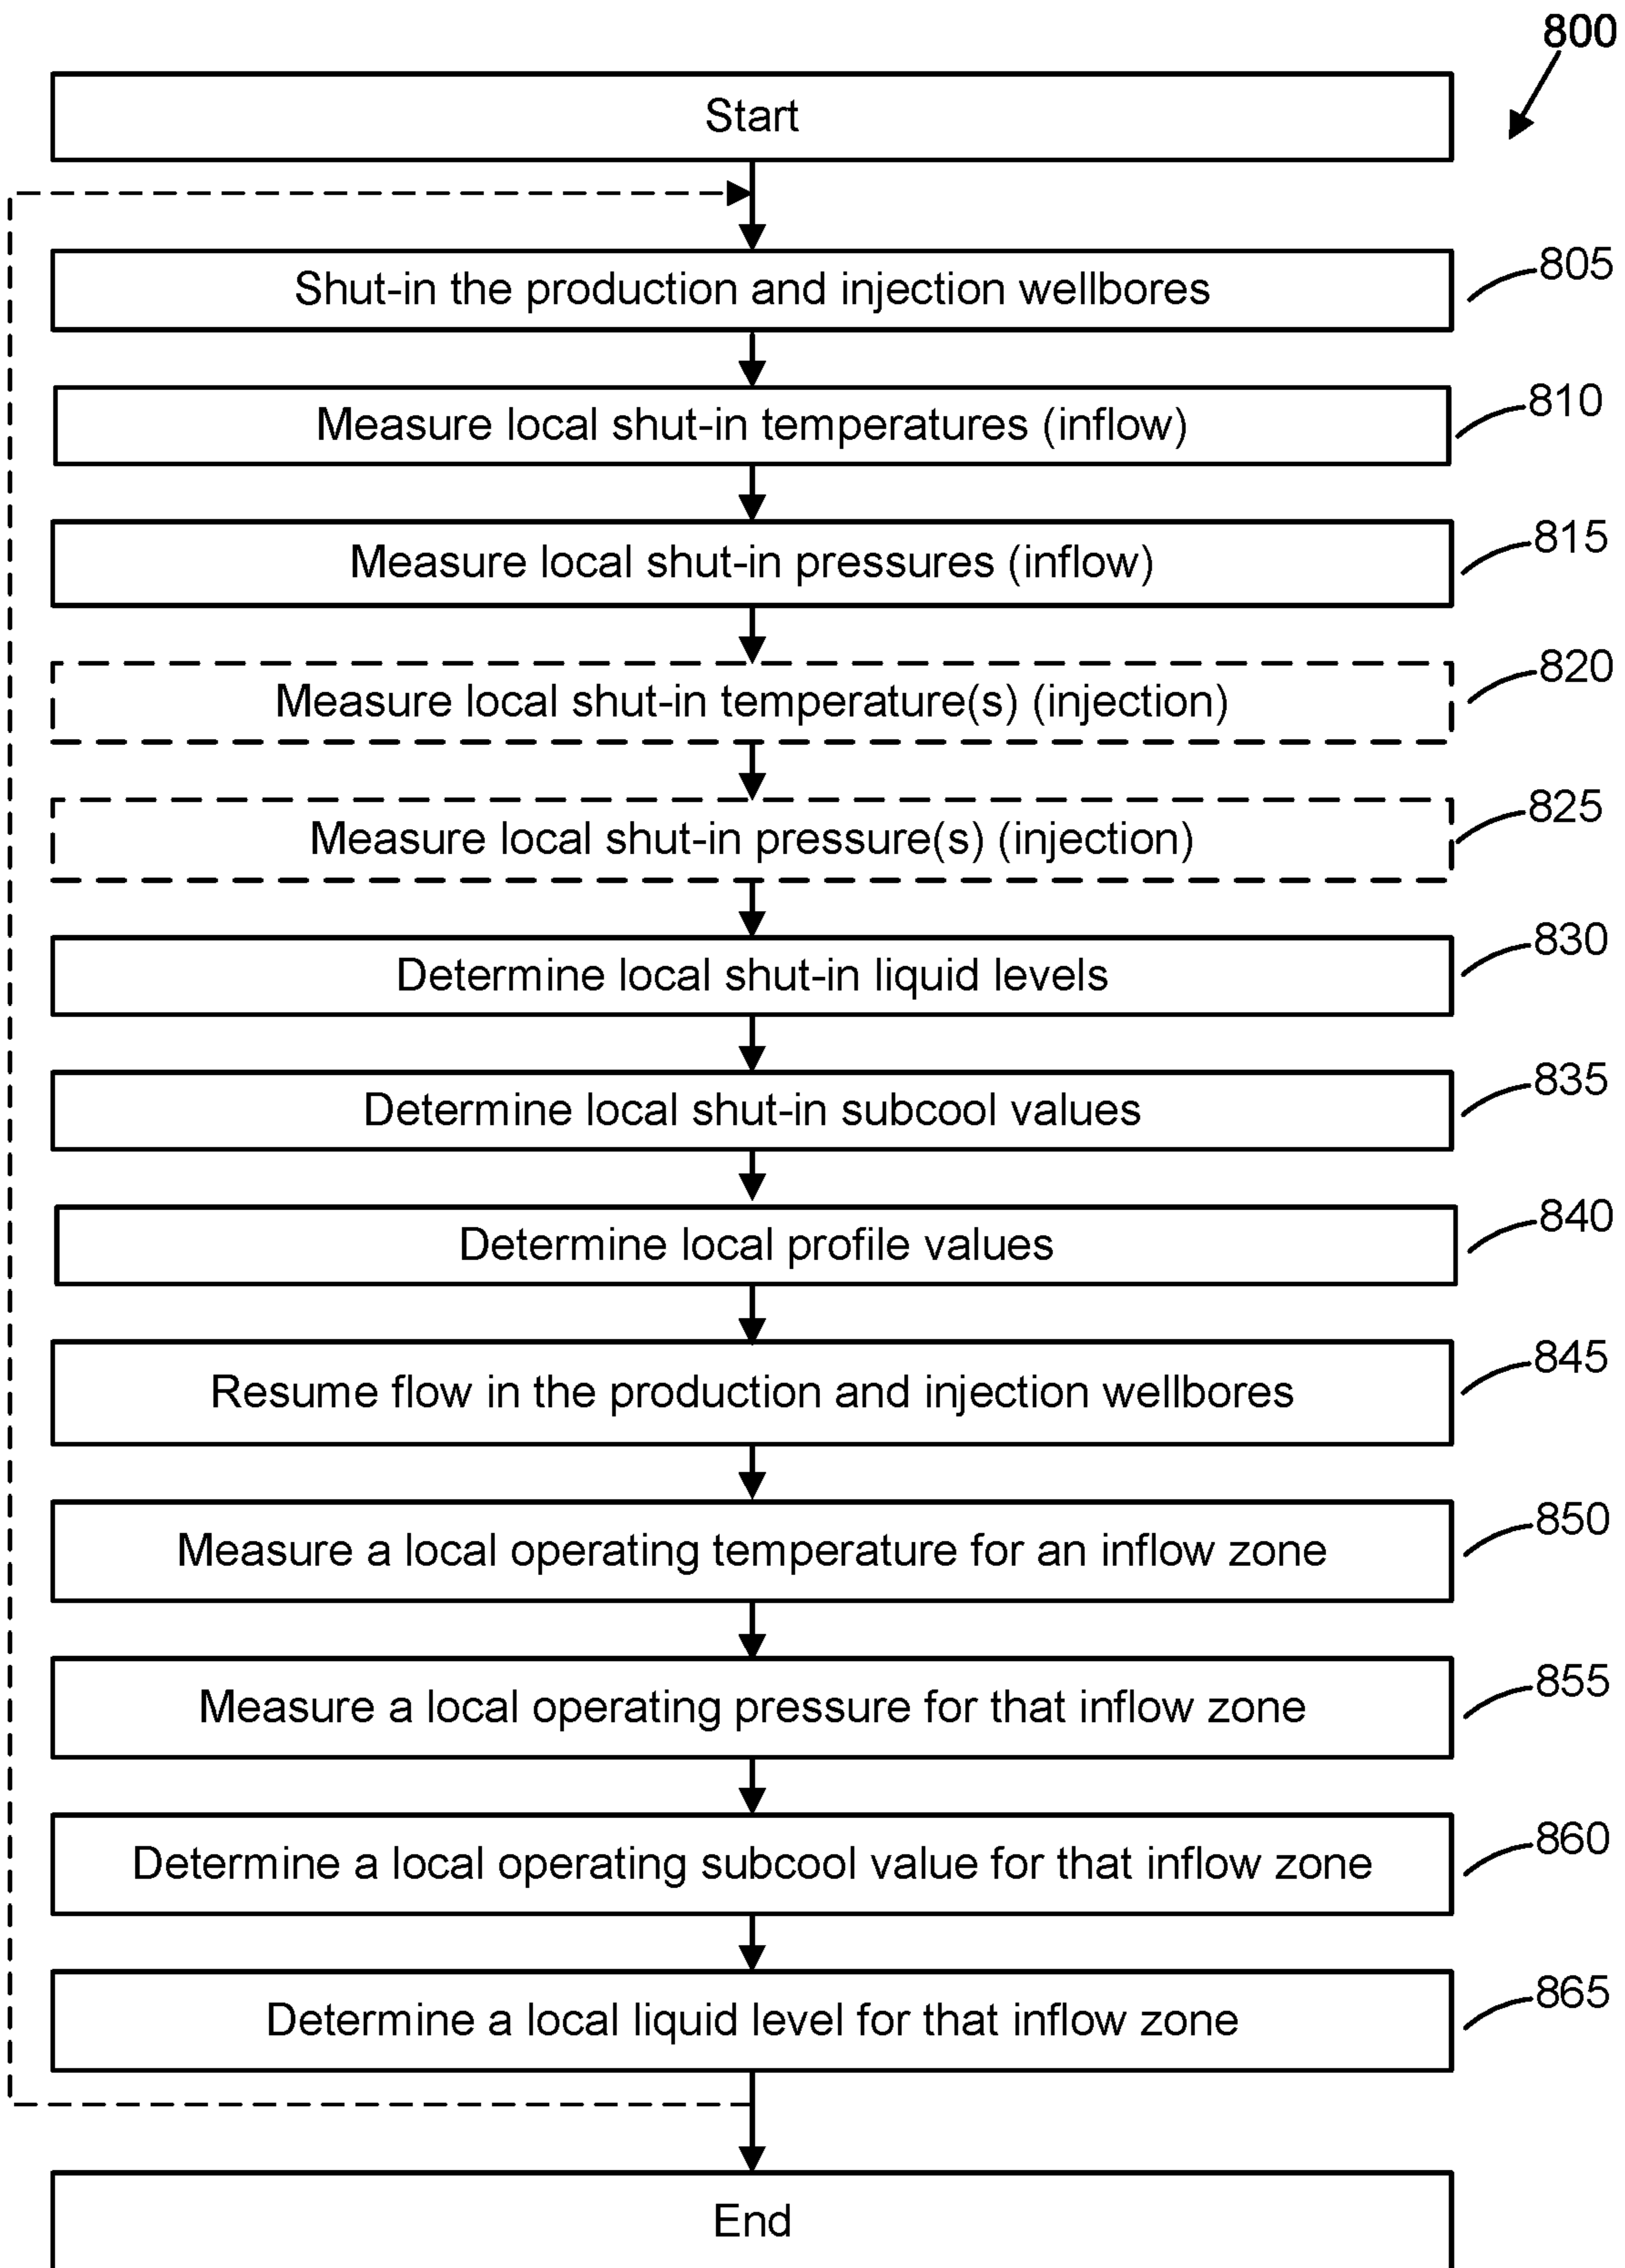 800
Start
Shut-in the production and injection wellbores
805
Measure local shut-in temperatures (inflow)
810
Measure local shut-in pressures (inflow)
815
Measure local shut-in temperature(s) (injection)
820
Measure local shut-in pressure(s) (injection)
825
Determine local shut-in liquid levels
830
Determine local shut-in subcool values
835
Determine local profile values
840
Resume flow in the production and injection wellbores
845
Measure a local operating temperature for an inflow zone
850
Measure a local operating pressure for that inflow zone
855
Determine a local operating subcool value for that inflow zone
860
Determine a local liquid level for that inflow zone
865
End